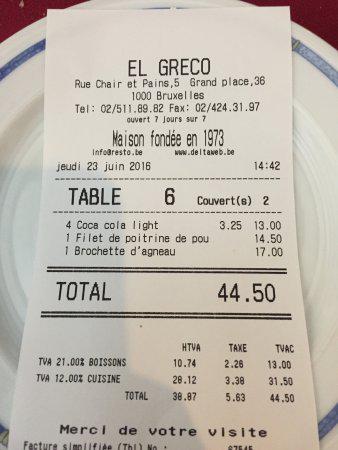 EL GRECO
Rue Chair et Pains,5 Grand place,36
1000 Bruxelles
Tel: 02/511.89.82 Fax: 02/424.31.97
ouvert 7 jours sur 7
Maison fondée en 1973
Info@resto.be www.deltaweb.be
jeudi 23 juin 2016 14:42
TABLE 6 Couvert(s) 2
4 Coca cola light 3.25 13.00
1 Filet de poitrine de pou 14.50
1 Brochette d'agneau 17.00
TOTAL 44.50
HTVA TAXE TVAC
TVA 21.00% BOISSONS 10.74 2.26 13.00
TVA 12.00% CUISINE 28.12 3.38 31.50
TOTAL 38.87 5.63 44.50
Merci de votre visite
Facture simplifiée (Tbl) No :